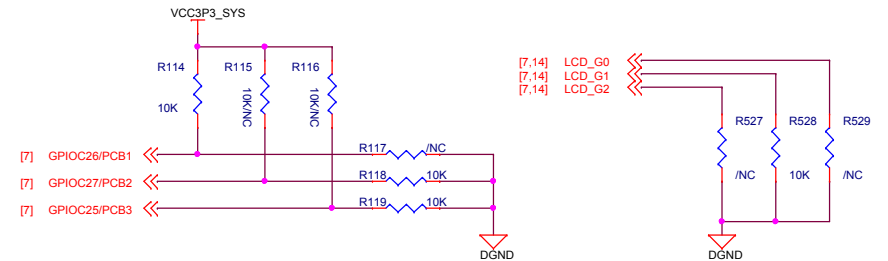 VCC3P3_SYS
R114 R115 R116
10K 10K/NC 10K/NC
[7] GPIOC26/PCB1 R117 /NC
[7] GPIOC27/PCB2 R118 10K
[7] GPIOC25/PCB3 R119 10K
DGND
[7,14] LCD_G0
[7,14] LCD_G1
[7,14] LCD_G2
R527 R528 R529
/NC 10K /NC
DGND